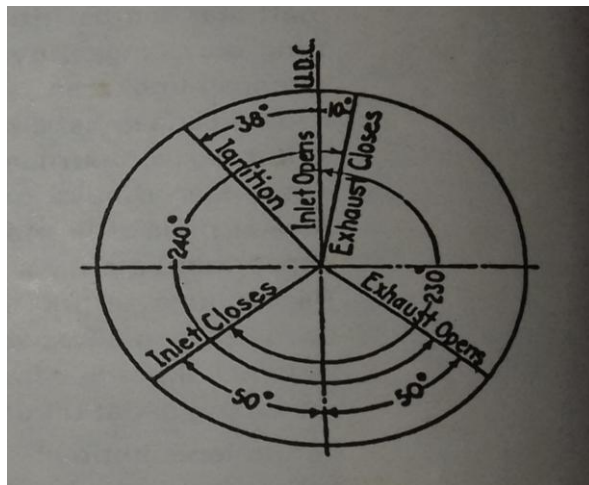 U.D.C.
38°
10°
Ignition
Inlet Opens
Exhaust Closes
240°
230°
Inlet Closes
Exhaust Opens
50°
50°